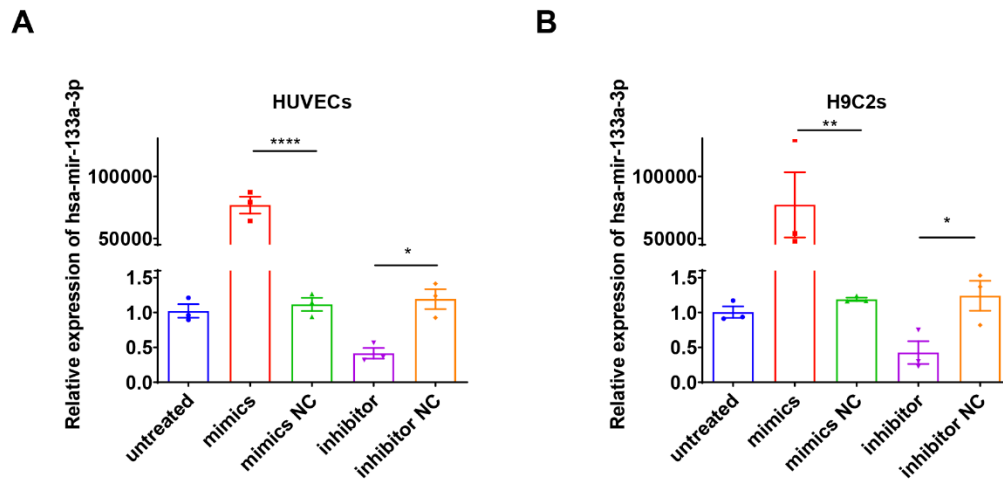 A
HUVECs
Relative expression of hsa-mir-133a-3p
100000
50000
1.5
1.0
0.5
0.0
****
*
untreated
mimics
mimics NC
inhibitor
inhibitor NC
B
H9C2s
Relative expression of hsa-mir-133a-3p
100000
50000
1.5
1.0
0.5
0.0
**
*
untreated
mimics
mimics NC
inhibitor
inhibitor NC